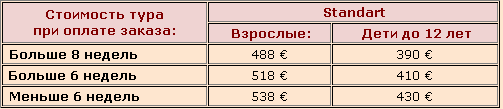 Стоимость тура при оплате заказа: Standart
Взрослые: Дети до 12 лет
Больше 8 недель 488 € 390 €
Больше 6 недель 518 € 410 €
Меньше 6 недель 538 € 430 €